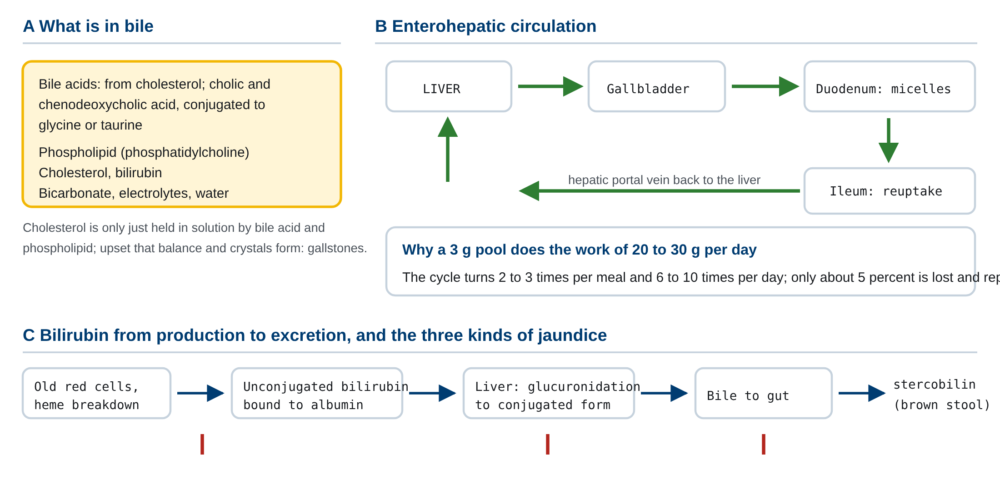 A What is in bile
Bile acids: from cholesterol; cholic and
chenodeoxycholic acid, conjugated to
glycine or taurine
Phospholipid (phosphatidylcholine)
Cholesterol, bilirubin
Bicarbonate, electrolytes, water
Cholesterol is only just held in solution by bile acid and
phospholipid; upset that balance and crystals form: gallstones.
B Enterohepatic circulation
LIVER
Gallbladder
Duodenum: micelles
hepatic portal vein back to the liver
Ileum: reuptake
Why a 3 g pool does the work of 20 to 30 g per day
The cycle turns 2 to 3 times per meal and 6 to 10 times per day; only about 5 percent is lost and
C Bilirubin from production to excretion, and the three kinds of jaundice
Old red cells,
heme breakdown
Unconjugated bilirubin
bound to albumin
Liver: glucuronidation
to conjugated form
Bile to gut
stercobilin
(brown stool)